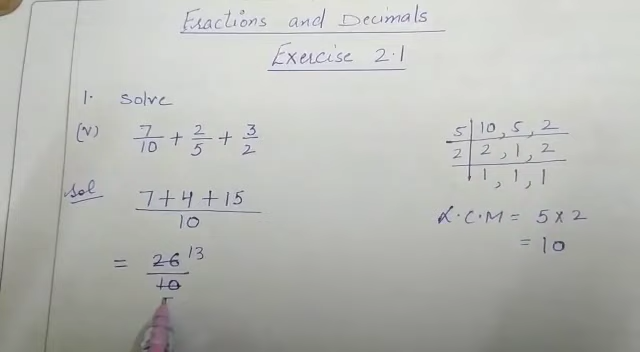 Fractions and Decimals
Exercise 2.1
1. Solve
(v) 7/10 + 2/5 + 3/2
Sol 7+4+15/10
= 26 13/10 5
5 | 10, 5, 2
2 | 2, 1, 2
1, 1, 1
L.C.M = 5 x 2
= 10